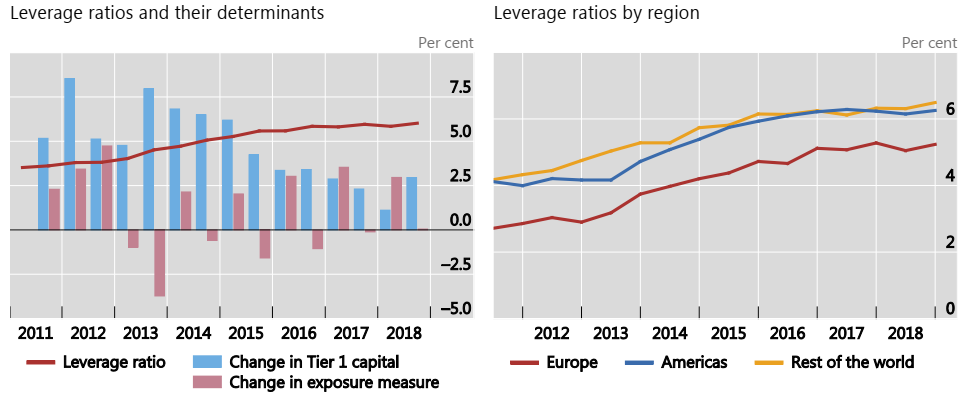 Leverage ratios and their determinants
Per cent
7.5
5.0
2.5
0.0
−2.5
−5.0
2011 2012 2013 2014 2015 2016 2017 2018
Leverage ratio
Change in Tier 1 capital
Change in exposure measure
Leverage ratios by region
Per cent
6
4
2
0
2012 2013 2014 2015 2016 2017 2018
Europe
Americas
Rest of the world